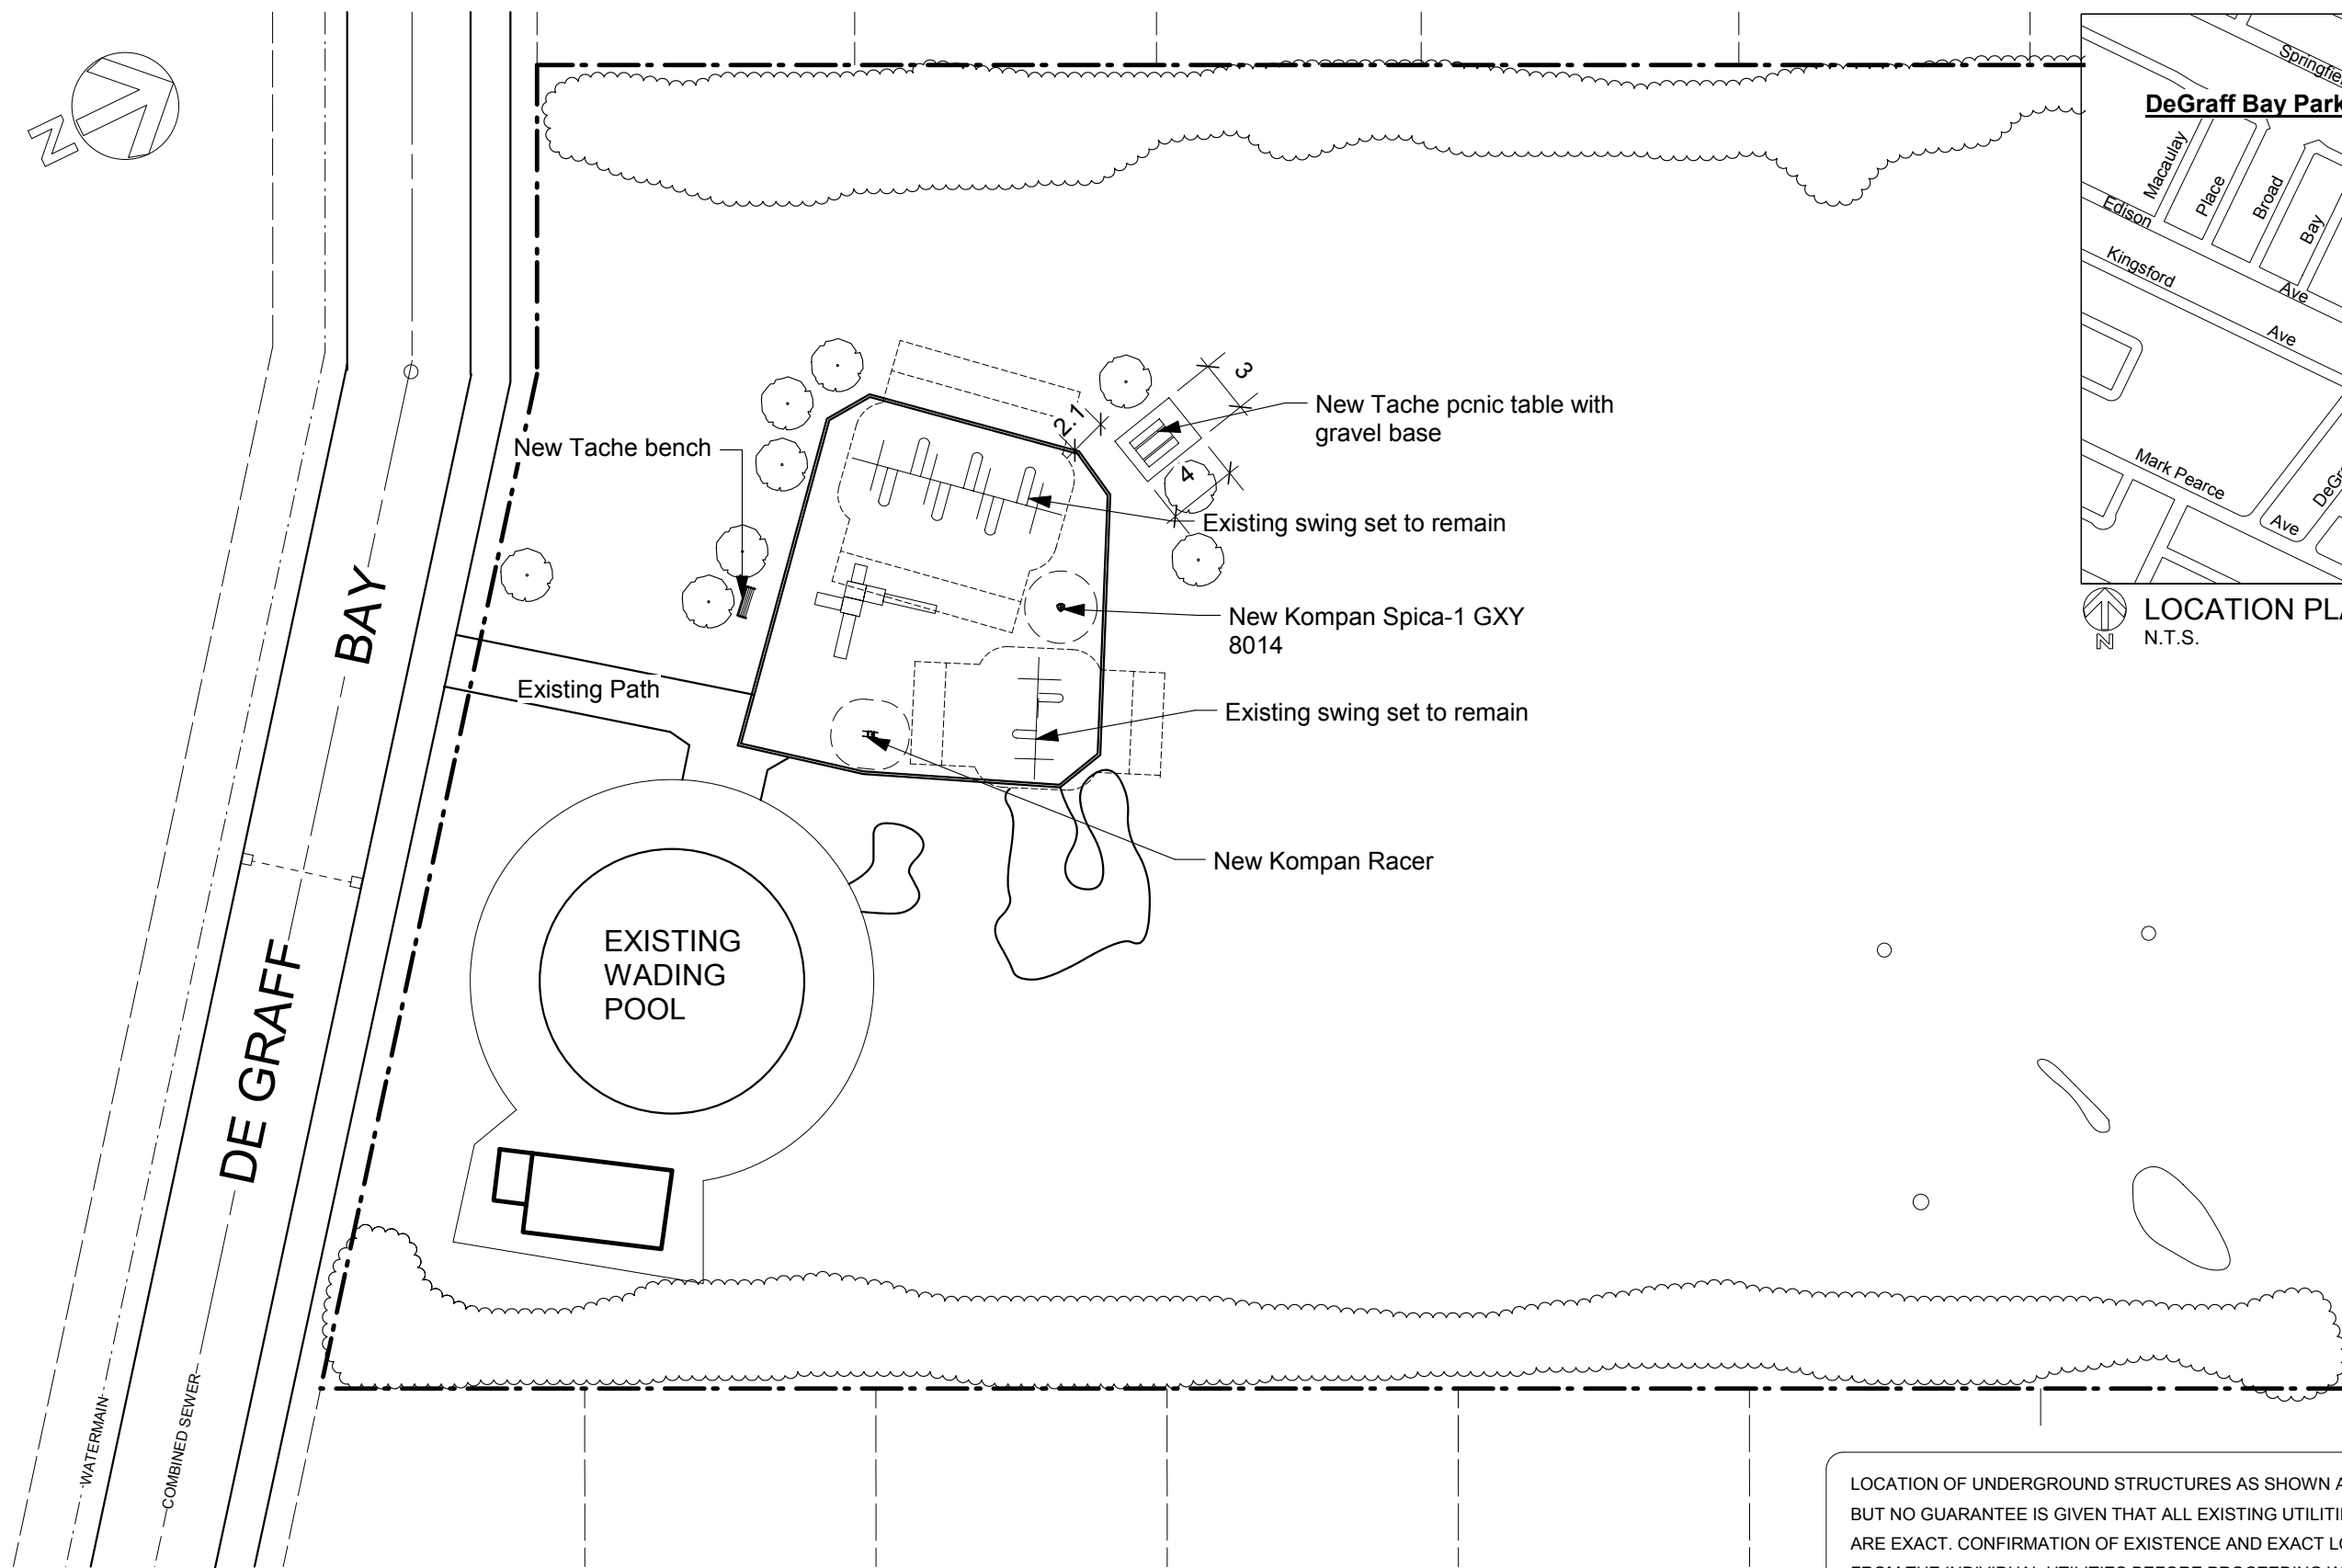 N
Springfie
DeGraff Bay Park
Macaulay
Place
Broad
Bay
Edison
Ave
Kingsford
Ave
Mark Pearce
Ave
DeGr
LOCATION PLA
N.T.S.
N
3
2.1
4
New Tache pcnic table with
gravel base
New Tache bench
Existing swing set to remain
New Kompan Spica-1 GXY
8014
Existing Path
Existing swing set to remain
New Kompan Racer
EXISTING
WADING
POOL
DE GRAFF BAY
WATERMAIN
COMBINED SEWER
LOCATION OF UNDERGROUND STRUCTURES AS SHOWN A
BUT NO GUARANTEE IS GIVEN THAT ALL EXISTING UTILITI
ARE EXACT. CONFIRMATION OF EXISTENCE AND EXACT LO